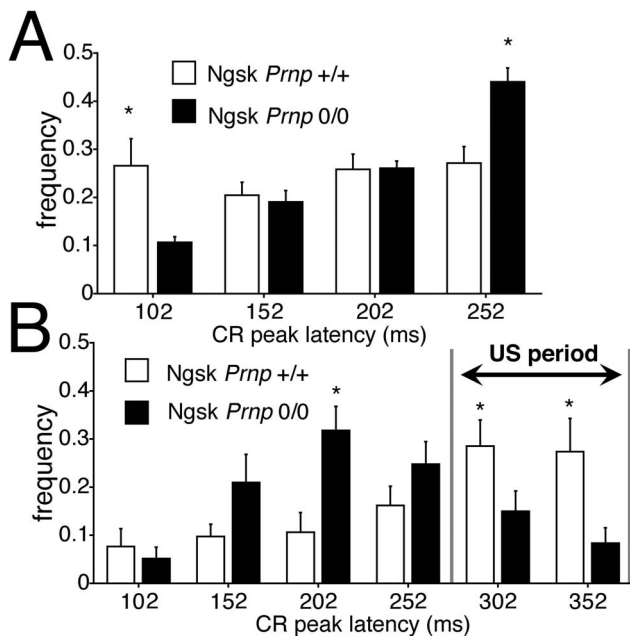 A
frequency
0.5
0.4
0.3
0.2
0.1
0
*
*
Ngsk Prnp +/+
Ngsk Prnp 0/0
102 152 202 252
CR peak latency (ms)
B
frequency
0.5
0.4
0.3
0.2
0.1
0
US period
Ngsk Prnp +/+
Ngsk Prnp 0/0
*
*
*
102 152 202 252 302 352
CR peak latency (ms)